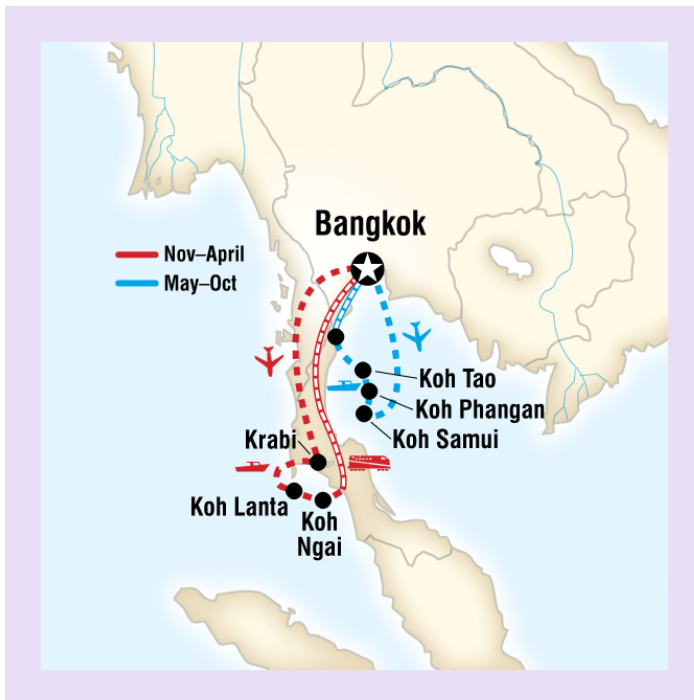 Bangkok
Nov–April
May–Oct
Koh Tao
Koh Phangan
Koh Samui
Krabi
Koh Lanta
Koh
Ngai